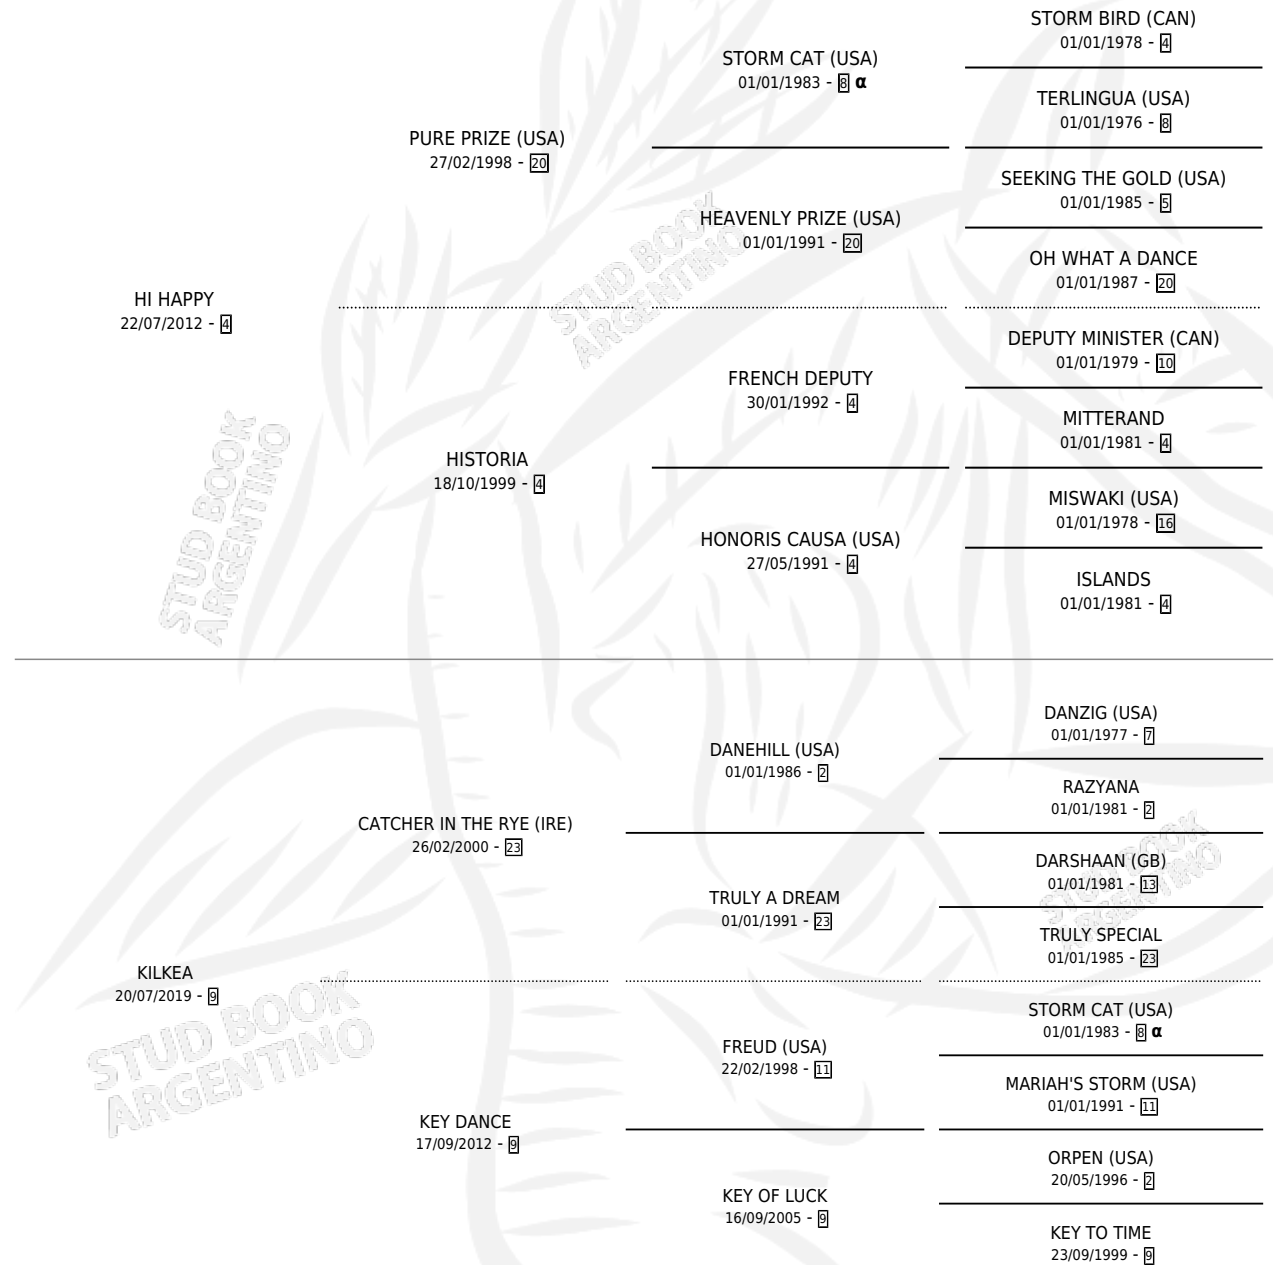 STORM BIRD (CAN)
01/01/1978 - 4
STORM CAT (USA)
01/01/1983 - 8 α
TERLINGUA (USA)
01/01/1976 - 8
PURE PRIZE (USA)
27/02/1998 - 20
SEEKING THE GOLD (USA)
01/01/1985 - 5
HEAVENLY PRIZE (USA)
01/01/1991 - 20
OH WHAT A DANCE
01/01/1987 - 20
HI HAPPY
22/07/2012 - 4
DEPUTY MINISTER (CAN)
01/01/1979 - 10
FRENCH DEPUTY
30/01/1992 - 4
MITTERAND
01/01/1981 - 4
HISTORIA
18/10/1999 - 4
MISWAKI (USA)
01/01/1978 - 16
HONORIS CAUSA (USA)
27/05/1991 - 4
ISLANDS
01/01/1981 - 4
DANZIG (USA)
01/01/1977 - 7
DANEHILL (USA)
01/01/1986 - 2
RAZYANA
01/01/1981 - 2
CATCHER IN THE RYE (IRE)
26/02/2000 - 23
DARSHAAN (GB)
01/01/1981 - 13
TRULY A DREAM
01/01/1991 - 23
TRULY SPECIAL
01/01/1985 - 23
KILKEA
20/07/2019 - 9
STORM CAT (USA)
01/01/1983 - 8 α
FREUD (USA)
22/02/1998 - 11
MARIAH'S STORM (USA)
01/01/1991 - 11
KEY DANCE
17/09/2012 - 9
ORPEN (USA)
20/05/1996 - 2
KEY OF LUCK
16/09/2005 - 9
KEY TO TIME
23/09/1999 - 9
STUD BOOK
ARGENTINO
STUD BOOK
ARGENTINO
STUD BOOK
ARGENTINO
STUD BOOK
ARGENTINO